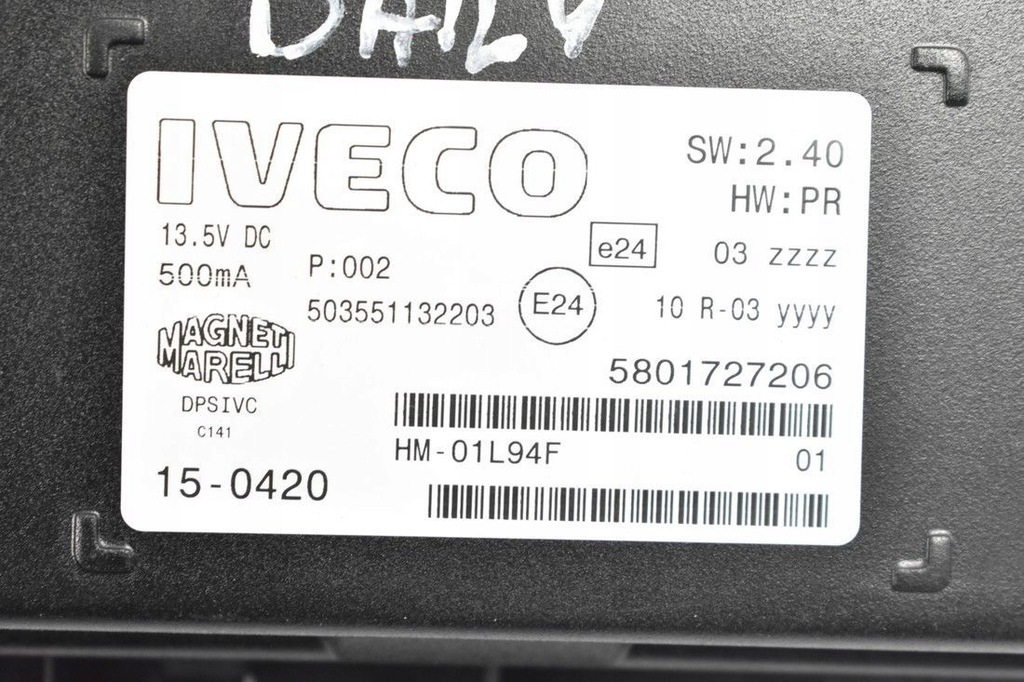 DAILY
IVECO
SW:2.40
HW:PR
13.5V DC
500mA
P:002
503551132203
e24
03 zzzz
E24
10 R-03 yyyy
MAGNETI
MARELLI
5801727206
DPSIVC
C141
HM-01L94F
01
15-0420